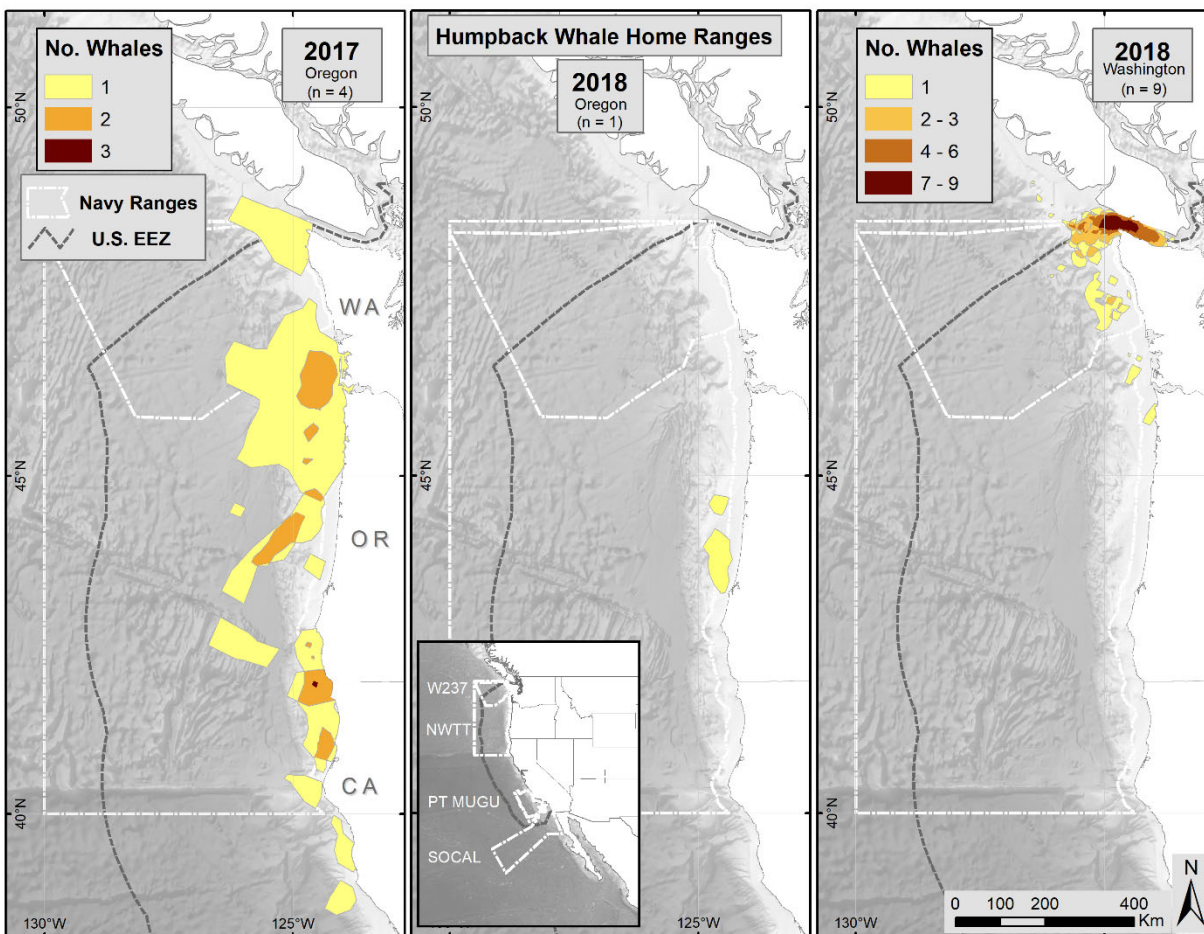 No. Whales
1
2
3
2017
Oregon
(n = 4)
Navy Ranges
U.S. EEZ
50°N
45°N
40°N
WA
OR
CA
130°W
125°W
Humpback Whale Home Ranges
2018
Oregon
(n = 1)
50°N
45°N
40°N
W237
NWTT
PT MUGU
SOCAL
125°W
No. Whales
1
2 - 3
4 - 6
7 - 9
2018
Washington
(n = 9)
50°N
45°N
40°N
130°W
N
0 100 200 400
Km